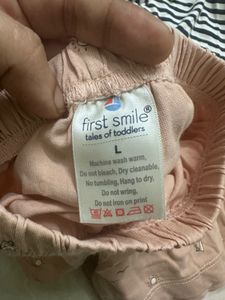 first smile®
tales of toddlers
L
Machine wash warm,
Do not bleach, Dry cleanable,
No tumbling, Hang to dry,
Do not wring,
Do not iron on print